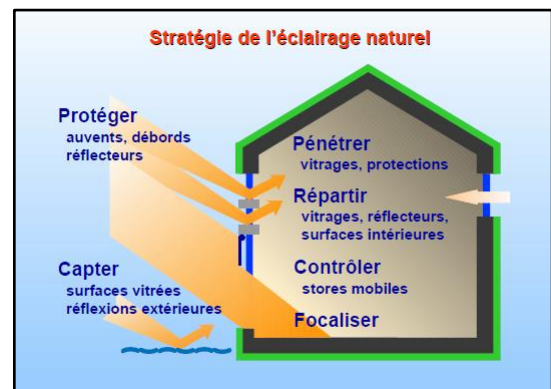 Stratégie de l'éclairage naturel
Protéger
auvents, débords
réflecteurs
Capter
surfaces vitrées
réflexions extérieures
Pénétrer
vitrages, protections
Répartir
vitrages, réflecteurs,
surfaces intérieures
Contrôler
stores mobiles
Focaliser